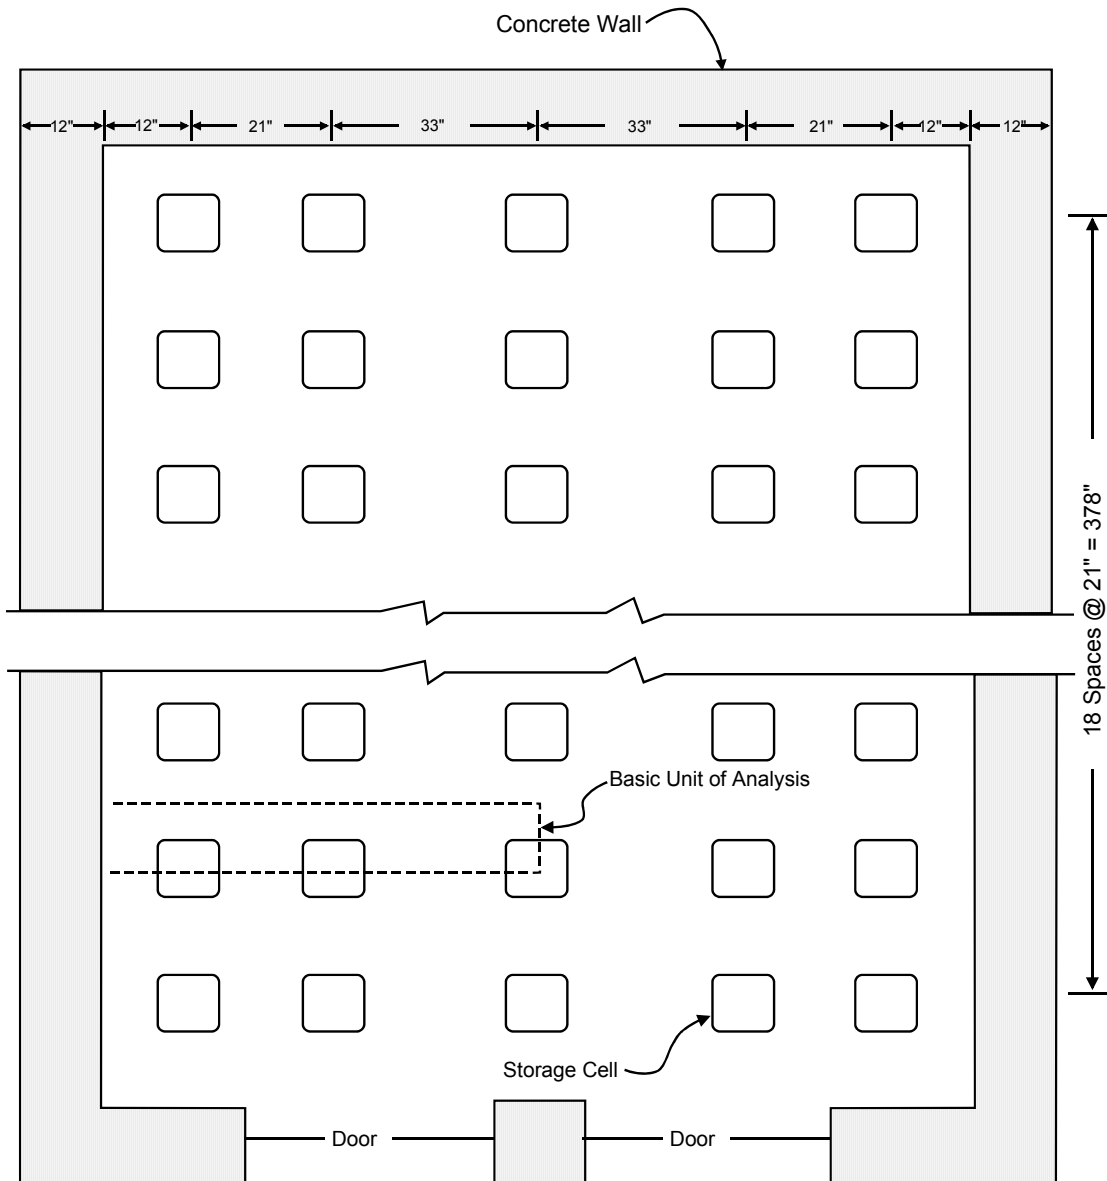 Concrete Wall
12" 12" 21" 33" 33" 21" 12" 12"
18 Spaces @ 21" = 378"
Basic Unit of Analysis
Storage Cell
Door Door